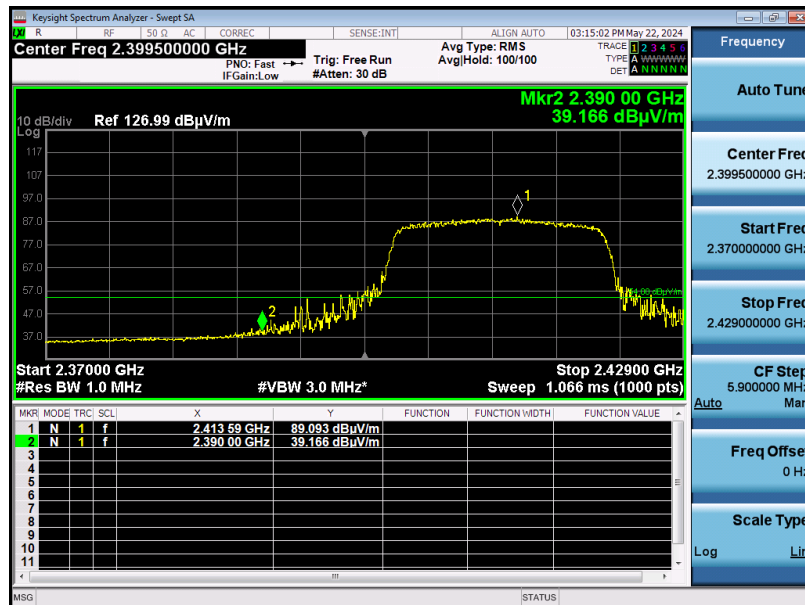 Keysight Spectrum Analyzer - Swept SA
LXI R RF 50 Ω AC CORREC SENSE:INT ALIGN AUTO 03:15:02 PM May 22, 2024
Center Freq 2.399500000 GHz
PNO: Fast
IFGain:Low
Trig: Free Run
#Atten: 30 dB
Avg Type: RMS
Avg|Hold: 100/100
TRACE 1 2 3 4 5 6
TYPE A WWWWW
DET A N N N N N
Mkr2 2.390 00 GHz
39.166 dBµV/m
10 dB/div Ref 126.99 dBµV/m
Log
117
107
97.0
87.0
77.0
67.0
57.0
47.0
37.0
1
2
54.00 dBµV/m
Start 2.37000 GHz Stop 2.42900 GHz
#Res BW 1.0 MHz #VBW 3.0 MHz* Sweep 1.066 ms (1000 pts)
MKR MODE TRC SCL X Y FUNCTION FUNCTION WIDTH FUNCTION VALUE
1 N 1 f 2.413 59 GHz 89.093 dBµV/m
2 N 1 f 2.390 00 GHz 39.166 dBµV/m
3
4
5
6
7
8
9
10
11
MSG STATUS
Frequency
Auto Tune
Center Freq
2.399500000 GHz
Start Freq
2.370000000 GHz
Stop Freq
2.429000000 GHz
CF Step
5.900000 MHz
Auto Man
Freq Offset
0 Hz
Scale Type
Log Lin